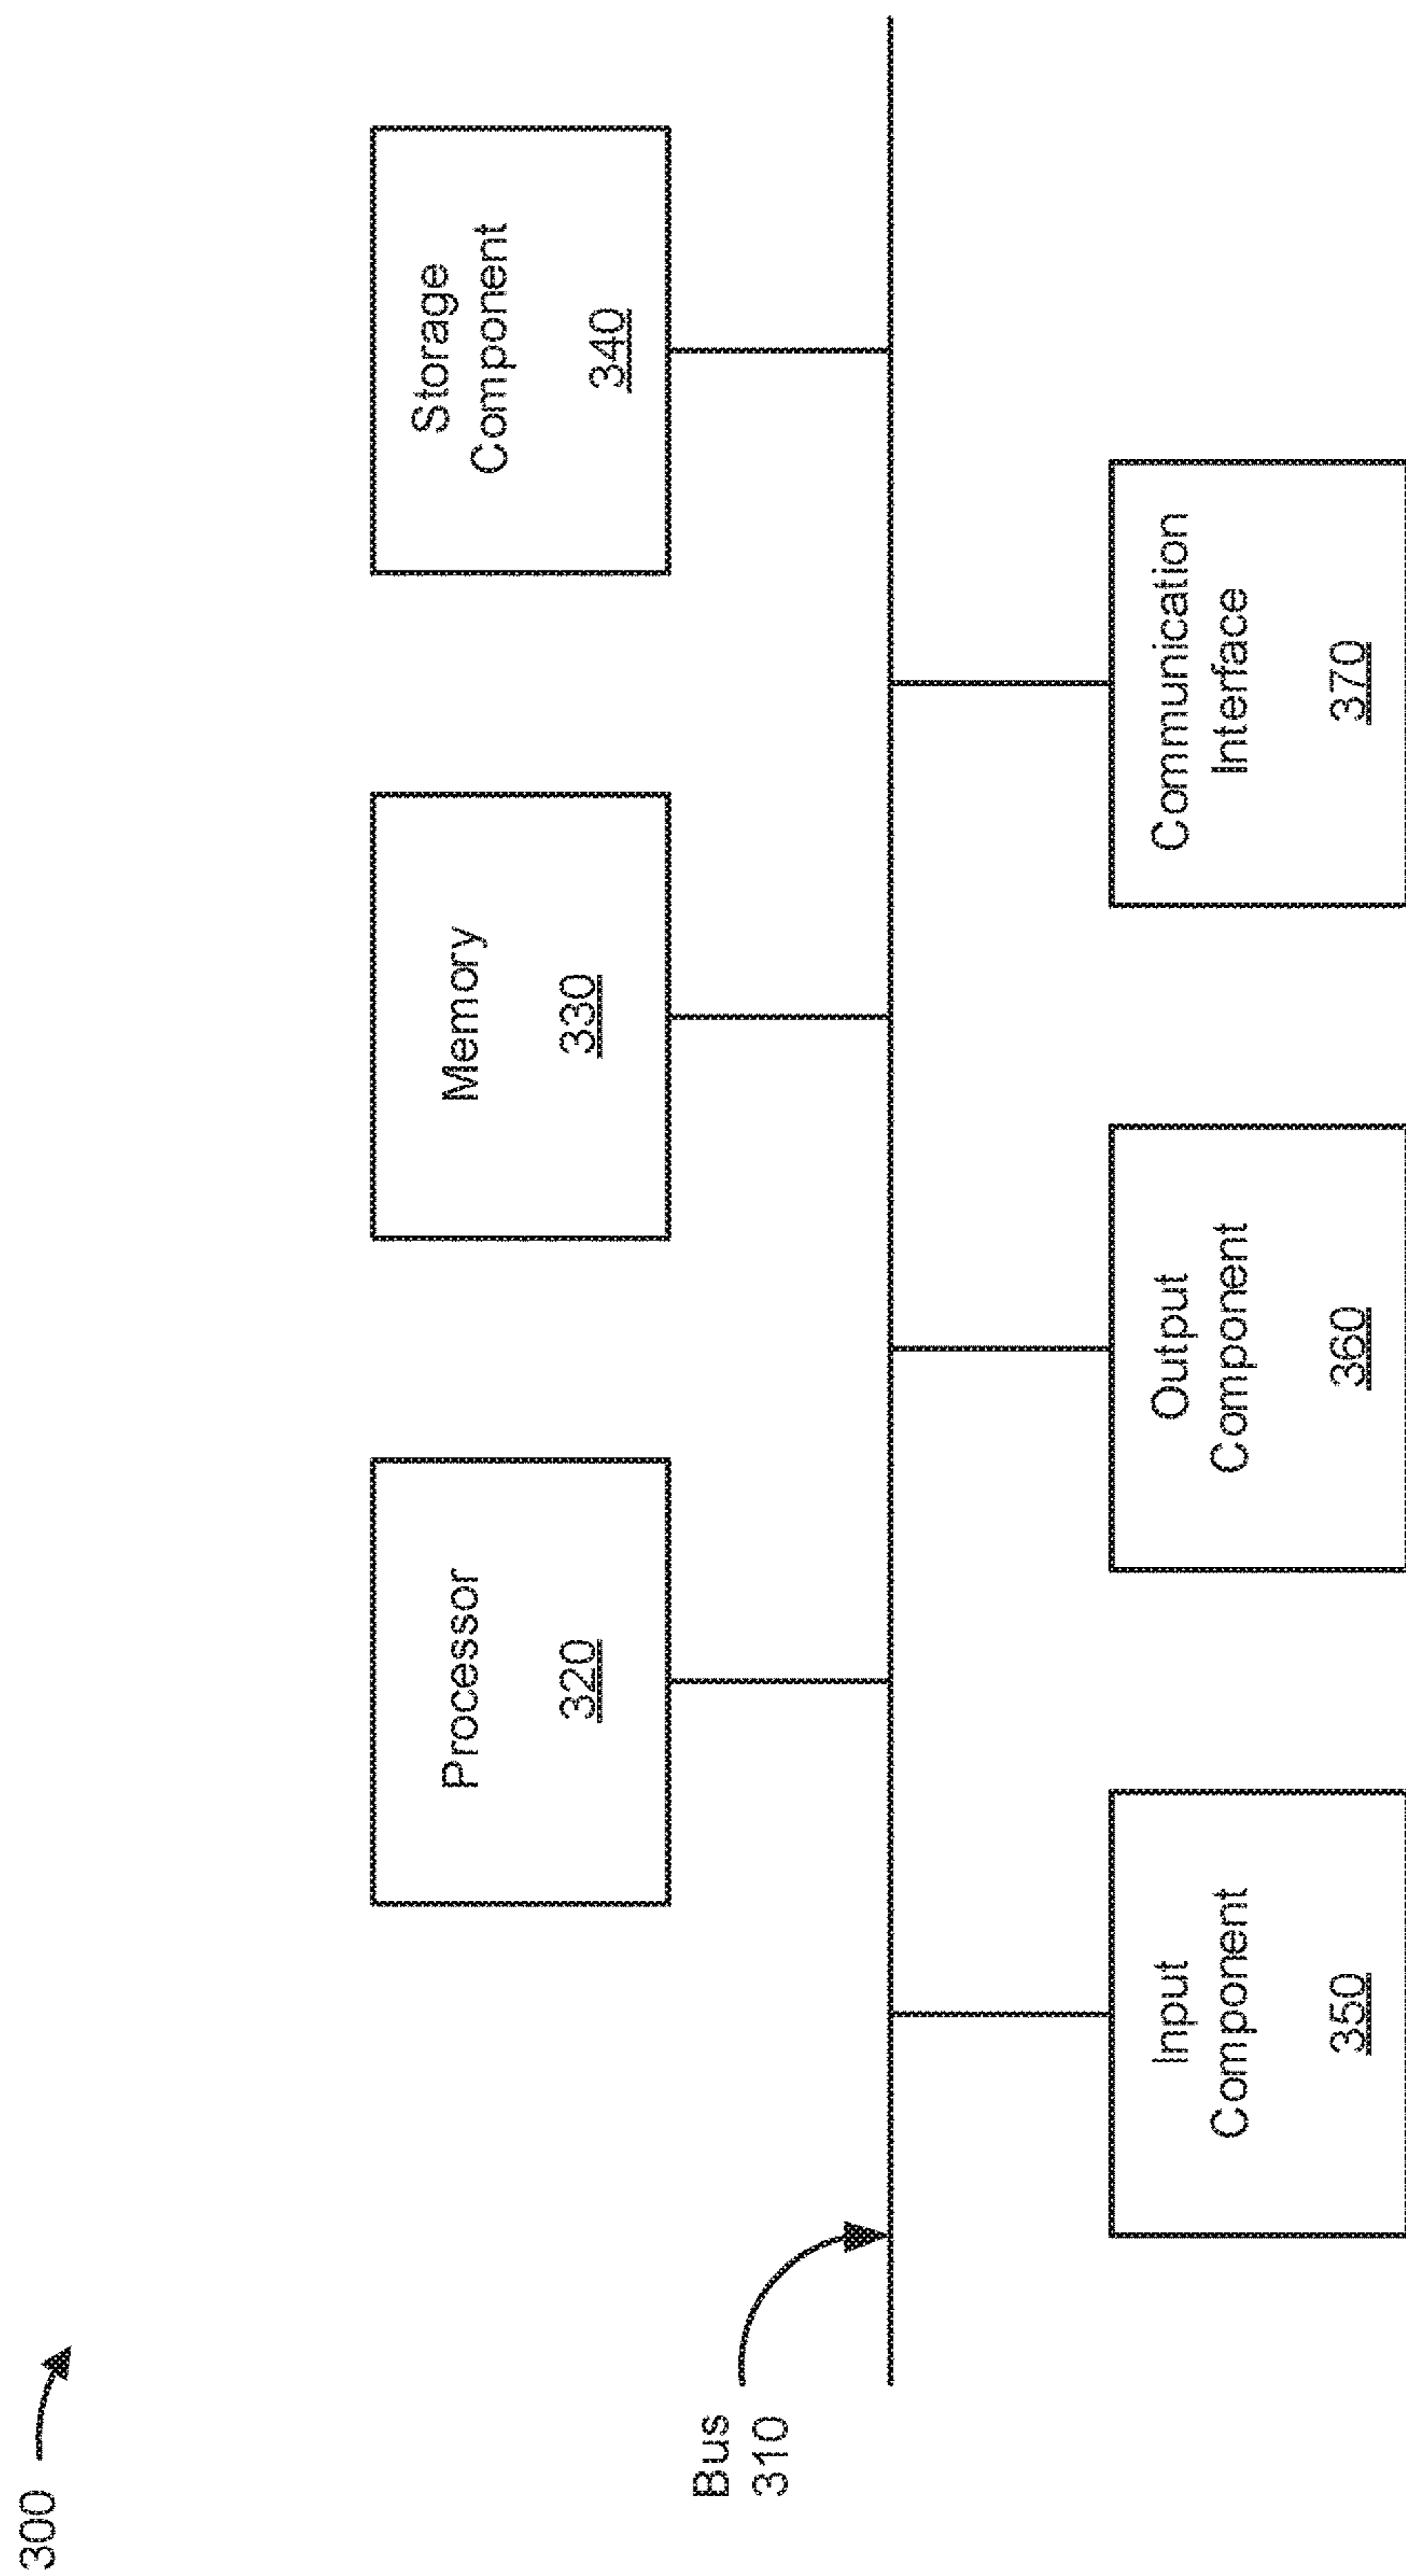 300
Processor
320
Memory
330
Storage
Component
340
Bus
310
Input
Component
350
Output
Component
360
Communication
Interface
370